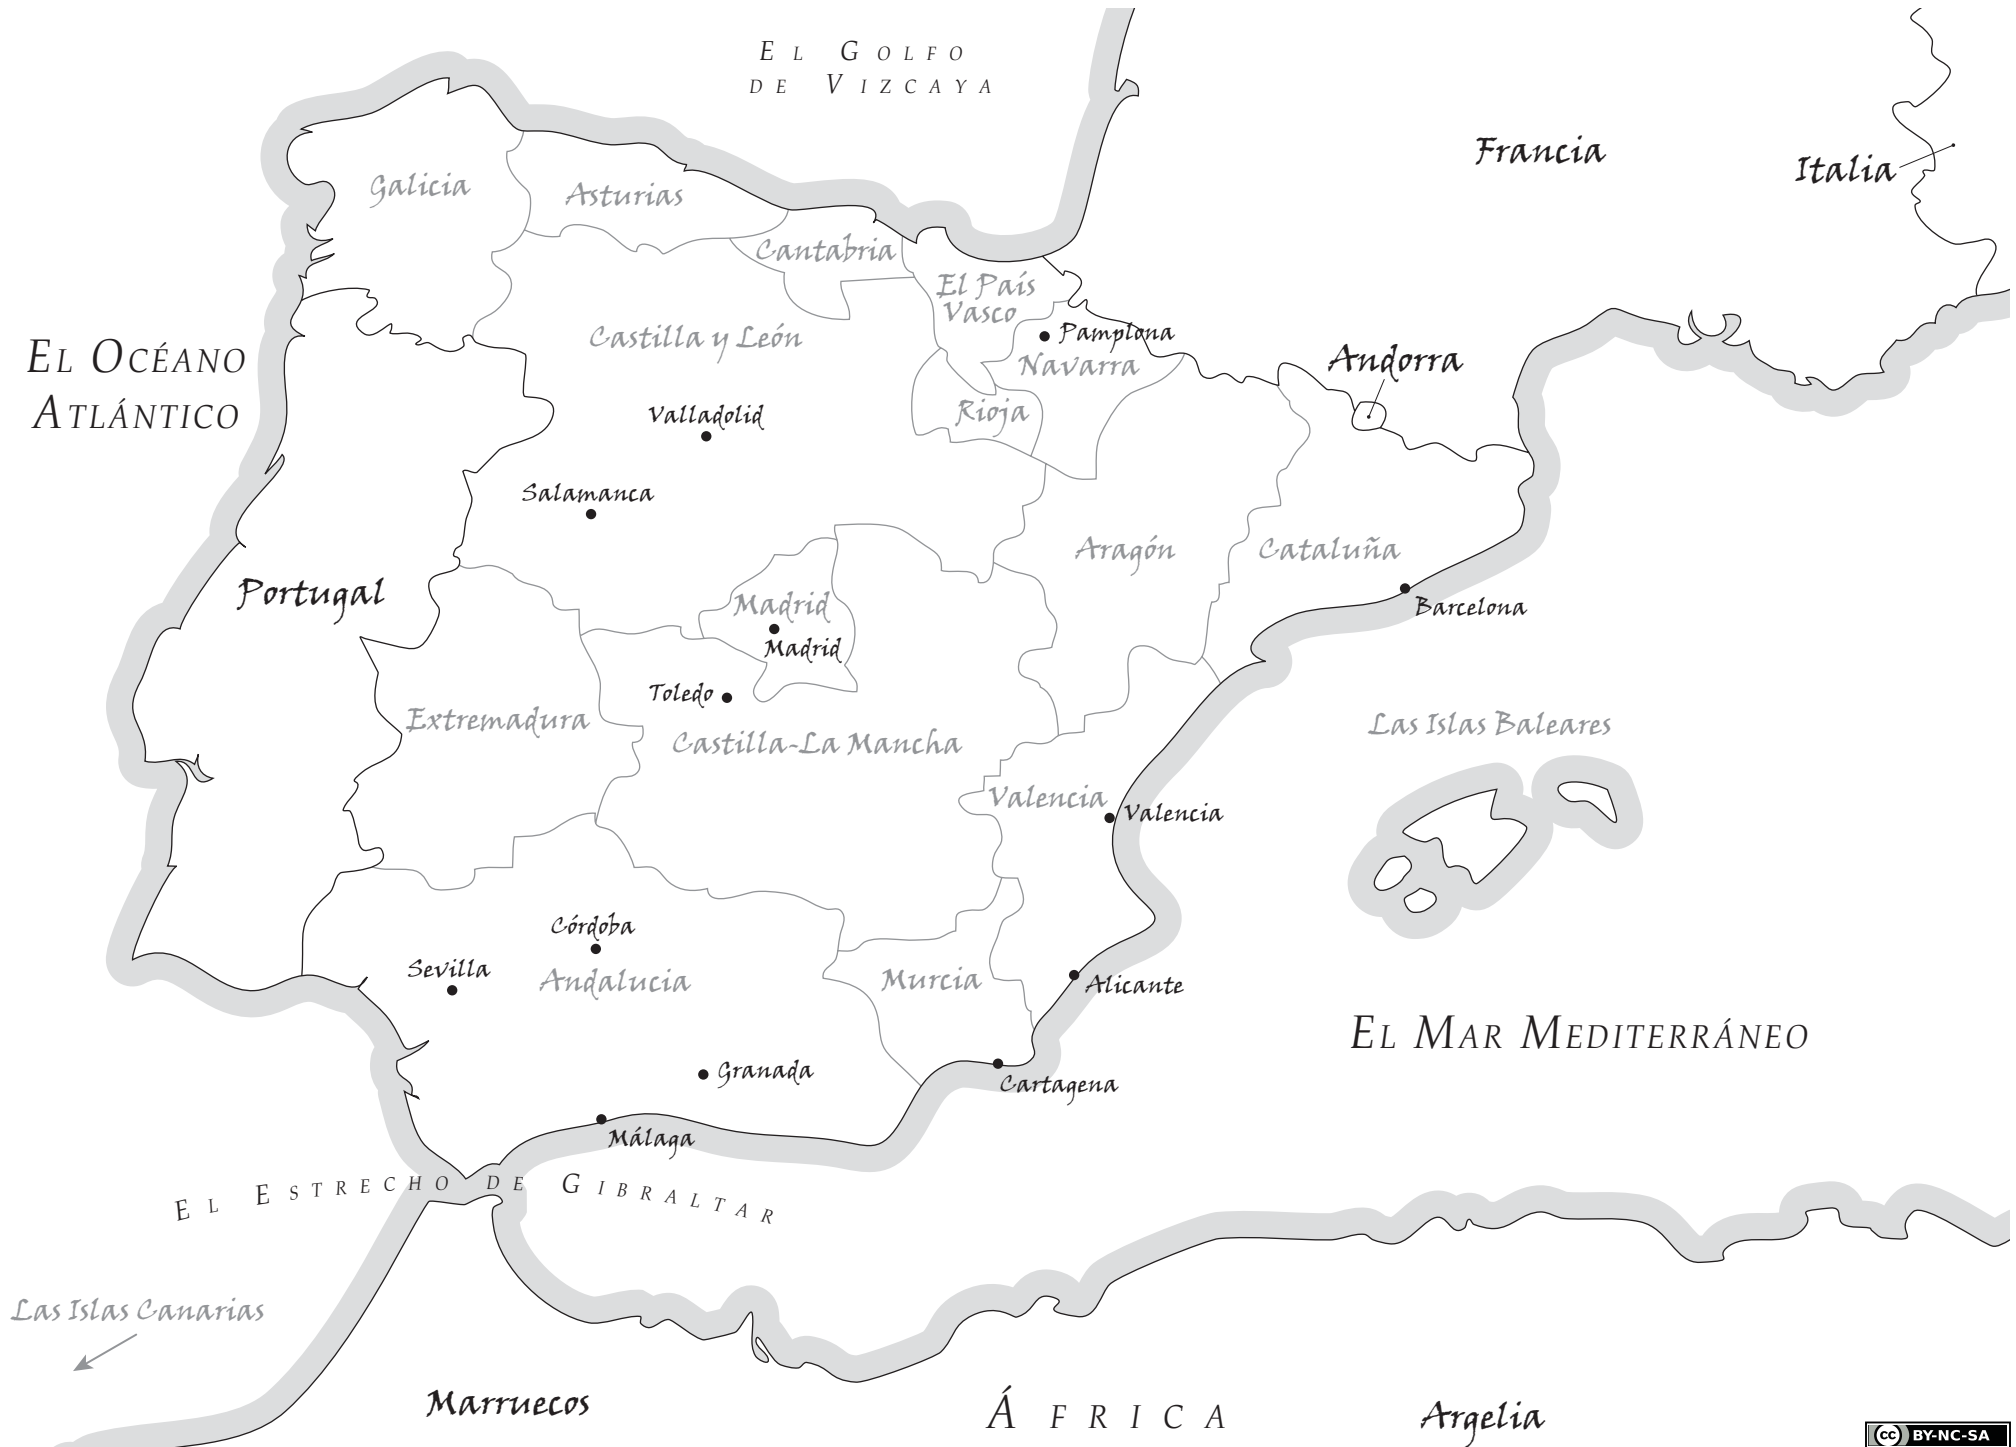 EL GOLFO
DE VIZCAYA
Francia
Italia
Galicia
Asturias
Cantabria
El País
Vasco
Castilla y León
Pamplona
Navarra
Andorra
EL OCÉANO
ATLÁNTICO
Rioja
Valladolid
Salamanca
Aragón
Cataluña
Portugal
Madrid
Madrid
Barcelona
Toledo
Extremadura
Castilla-La Mancha
Las Islas Baleares
Valencia
Valencia
Córdoba
Sevilla
Andalucia
Murcia
Alicante
EL MAR MEDITERRÁNEO
Granada
Cartagena
Málaga
EL ESTRECHO DE GIBRALTAR
Las Islas Canarias
Marruecos
ÁFRICA
Argelia
cc BY-NC-SA